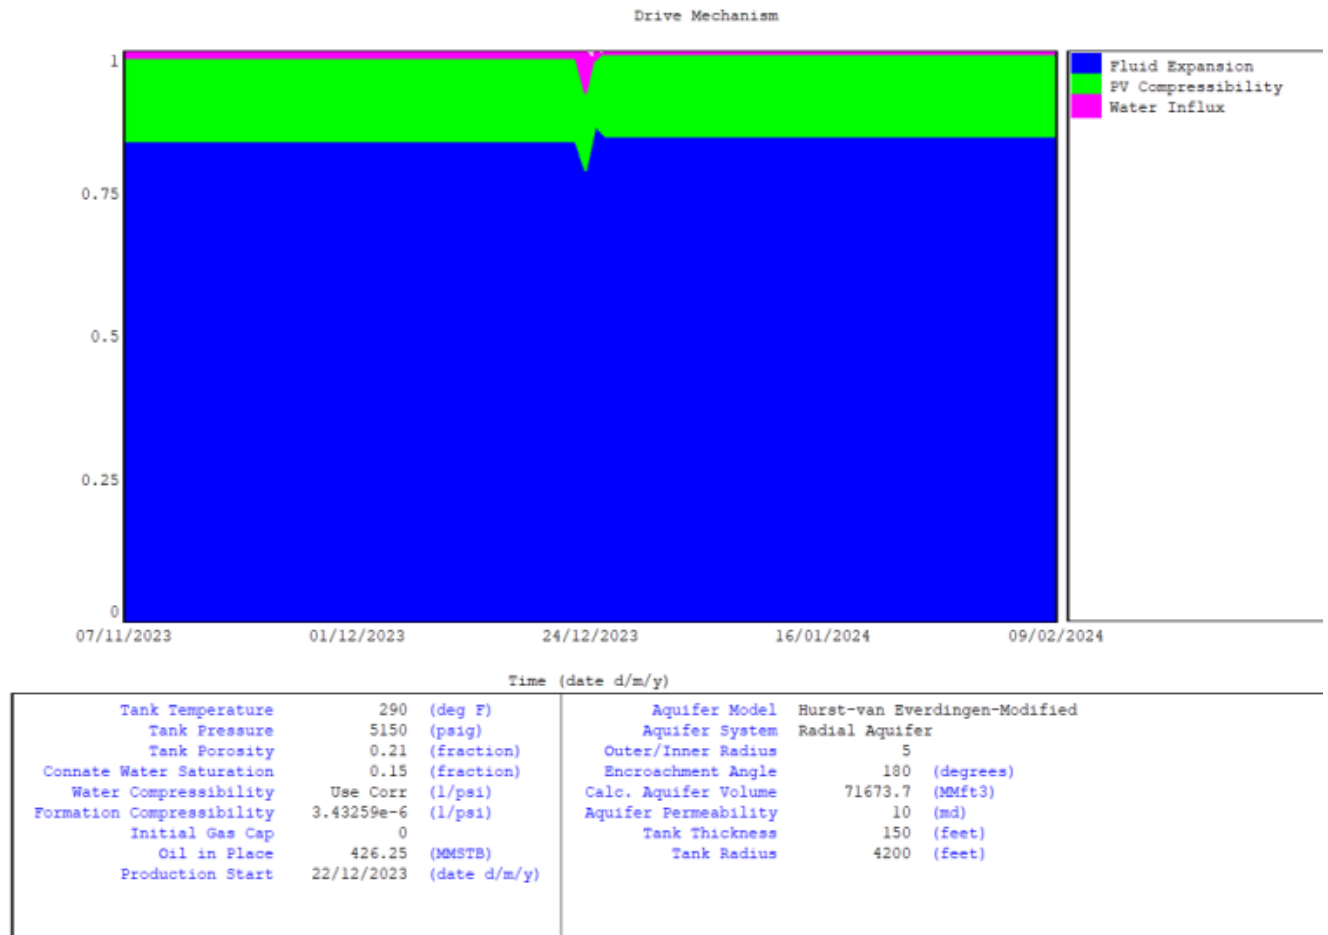 Drive Mechanism
1
0.75
0.5
0.25
0
Fluid Expansion
PV Compressibility
Water Influx
07/11/2023 01/12/2023 24/12/2023 16/01/2024 09/02/2024
Time (date d/m/y)
Tank Temperature 290 (deg F)
Tank Pressure 5150 (psig)
Tank Porosity 0.21 (fraction)
Connate Water Saturation 0.15 (fraction)
Water Compressibility Use Corr (1/psi)
Formation Compressibility 3.43259e-6 (1/psi)
Initial Gas Cap 0
Oil in Place 426.25 (MMSTB)
Production Start 22/12/2023 (date d/m/y)
Aquifer Model Hurst-van Everdingen-Modified
Aquifer System Radial Aquifer
Outer/Inner Radius 5
Encroachment Angle 180 (degrees)
Calc. Aquifer Volume 71673.7 (MMft3)
Aquifer Permeability 10 (md)
Tank Thickness 150 (feet)
Tank Radius 4200 (feet)